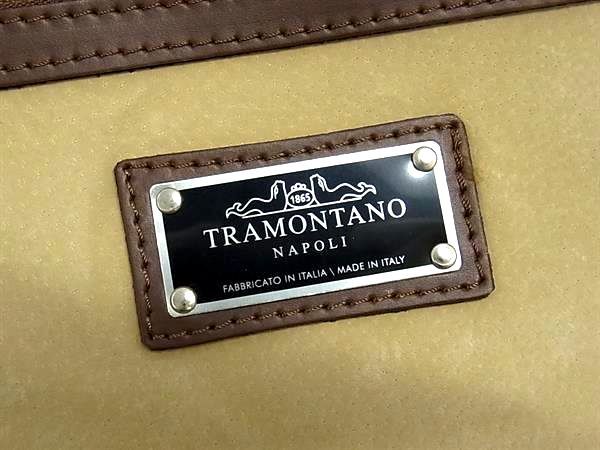 1865
TRAMONTANO
NAPOLI
FABBRICATO IN ITALIA \ MADE IN ITALY